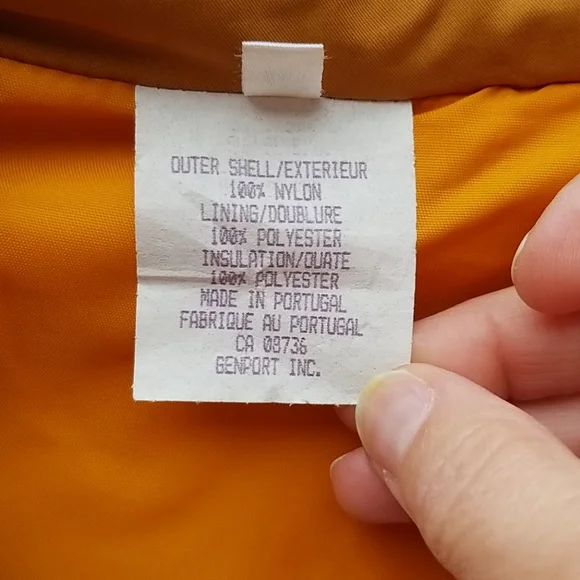 OUTER SHELL/EXTERIEUR
100% NYLON
LINING/DOUBLURE
100% POLYESTER
INSULATION/OUATE
100% POLYESTER
MADE IN PORTUGAL
FABRIQUE AU PORTUGAL
CA 09736
GENPORT INC.